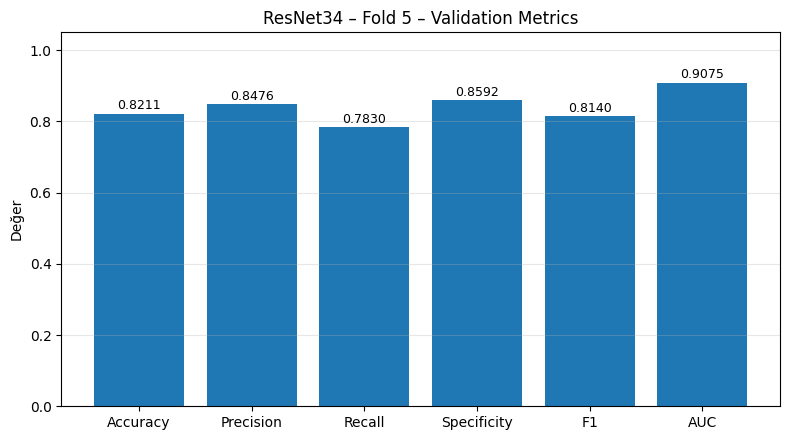 ResNet34 – Fold 5 – Validation Metrics
Değer
1.0
0.8
0.6
0.4
0.2
0.0
0.8211
0.8476
0.7830
0.8592
0.8140
0.9075
Accuracy
Precision
Recall
Specificity
F1
AUC